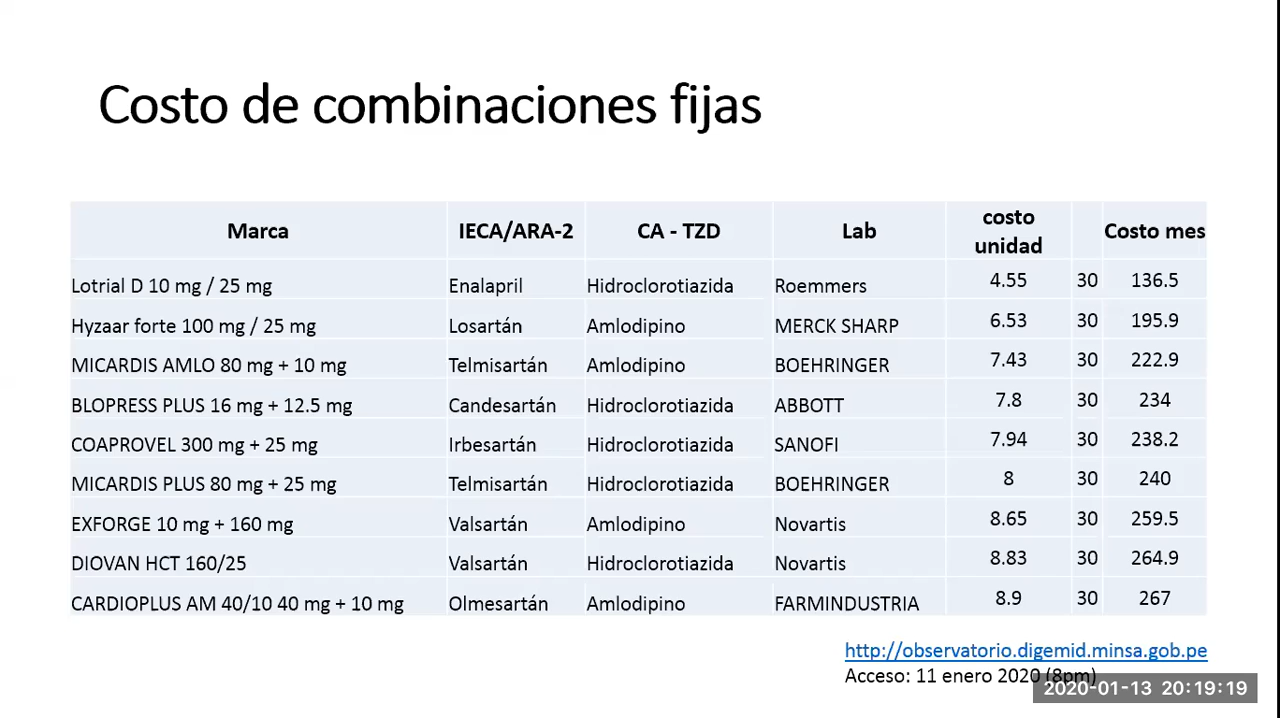 Costo de combinaciones fijas
Marca IECA/ARA-2 CA - TZD Lab costo unidad Costo mes
Lotrial D 10 mg / 25 mg Enalapril Hidroclorotiazida Roemmers 4.55 30 136.5
Hyzaar forte 100 mg / 25 mg Losartán Amlodipino MERCK SHARP 6.53 30 195.9
MICARDIS AMLO 80 mg + 10 mg Telmisartán Amlodipino BOEHRINGER 7.43 30 222.9
BLOPRESS PLUS 16 mg + 12.5 mg Candesartán Hidroclorotiazida ABBOTT 7.8 30 234
COAPROVEL 300 mg + 25 mg Irbesartán Hidroclorotiazida SANOFI 7.94 30 238.2
MICARDIS PLUS 80 mg + 25 mg Telmisartán Hidroclorotiazida BOEHRINGER 8 30 240
EXFORGE 10 mg + 160 mg Valsartán Amlodipino Novartis 8.65 30 259.5
DIOVAN HCT 160/25 Valsartán Hidroclorotiazida Novartis 8.83 30 264.9
CARDIOPLUS AM 40/10 40 mg + 10 mg Olmesartán Amlodipino FARMINDUSTRIA 8.9 30 267
http://observatorio.digemid.minsa.gob.pe
Acceso: 11 enero 2020 (8pm)
2020-01-13 20:19:19